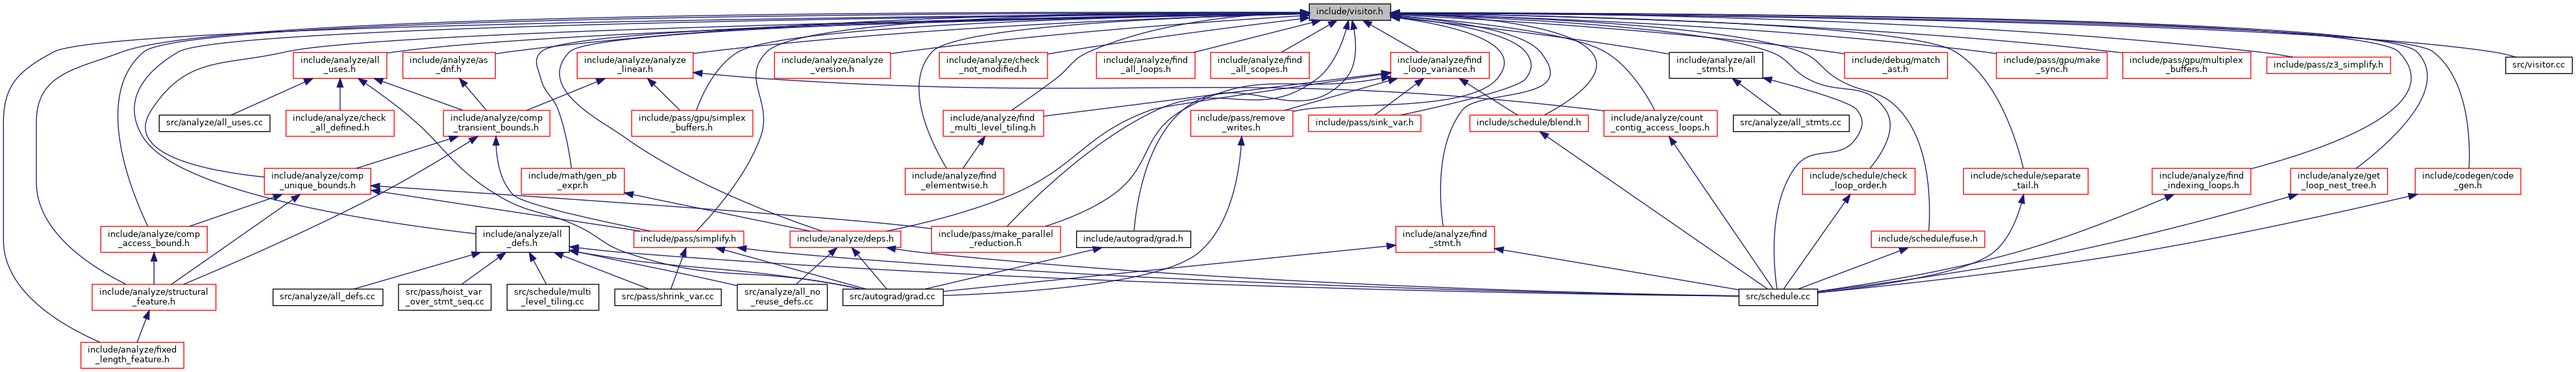 include/visitor.h
include/analyze/all
_uses.h
include/analyze/as
_dnf.h
include/analyze/analyze
_linear.h
include/analyze/analyze
_version.h
include/analyze/check
_not_modified.h
include/analyze/find
_all_loops.h
include/analyze/find
_all_scopes.h
include/analyze/find
_loop_variance.h
include/analyze/all
_stmts.h
include/debug/match
_ast.h
include/pass/gpu/make
_sync.h
include/pass/gpu/multiplex
_buffers.h
include/pass/z3_simplify.h
src/visitor.cc
src/analyze/all_uses.cc
include/analyze/check
_all_defined.h
include/analyze/comp
_transient_bounds.h
include/pass/gpu/simplex
_buffers.h
include/analyze/find
_multi_level_tiling.h
include/pass/remove
_writes.h
include/pass/sink_var.h
include/schedule/blend.h
include/analyze/count
_contig_access_loops.h
src/analyze/all_stmts.cc
include/analyze/comp
_unique_bounds.h
include/math/gen_pb
_expr.h
include/analyze/find
_elementwise.h
include/schedule/check
_loop_order.h
include/schedule/separate
_tail.h
include/analyze/find
_indexing_loops.h
include/analyze/get
_loop_nest_tree.h
include/codegen/code
_gen.h
include/analyze/comp
_access_bound.h
include/analyze/all
_defs.h
include/pass/simplify.h
include/analyze/deps.h
include/pass/make_parallel
_reduction.h
include/autograd/grad.h
include/analyze/find
_stmt.h
include/schedule/fuse.h
include/analyze/structural
_feature.h
src/analyze/all_defs.cc
src/pass/hoist_var
_over_stmt_seq.cc
src/schedule/multi
_level_tiling.cc
src/pass/shrink_var.cc
src/analyze/all_no
_reuse_defs.cc
src/autograd/grad.cc
src/schedule.cc
include/analyze/fixed
_length_feature.h